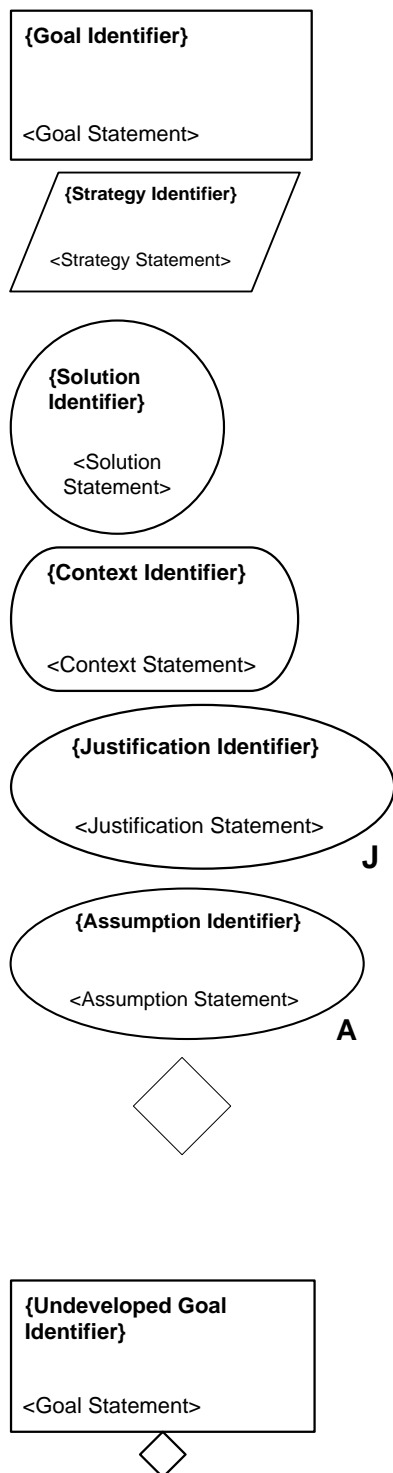 {Goal Identifier}
<Goal Statement>
{Strategy Identifier}
<Strategy Statement>
{Solution
Identifier}
<Solution
Statement>
{Context Identifier}
<Context Statement>
{Justification Identifier}
<Justification Statement>
J
{Assumption Identifier}
<Assumption Statement>
A
{Undeveloped Goal
Identifier}
<Goal Statement>